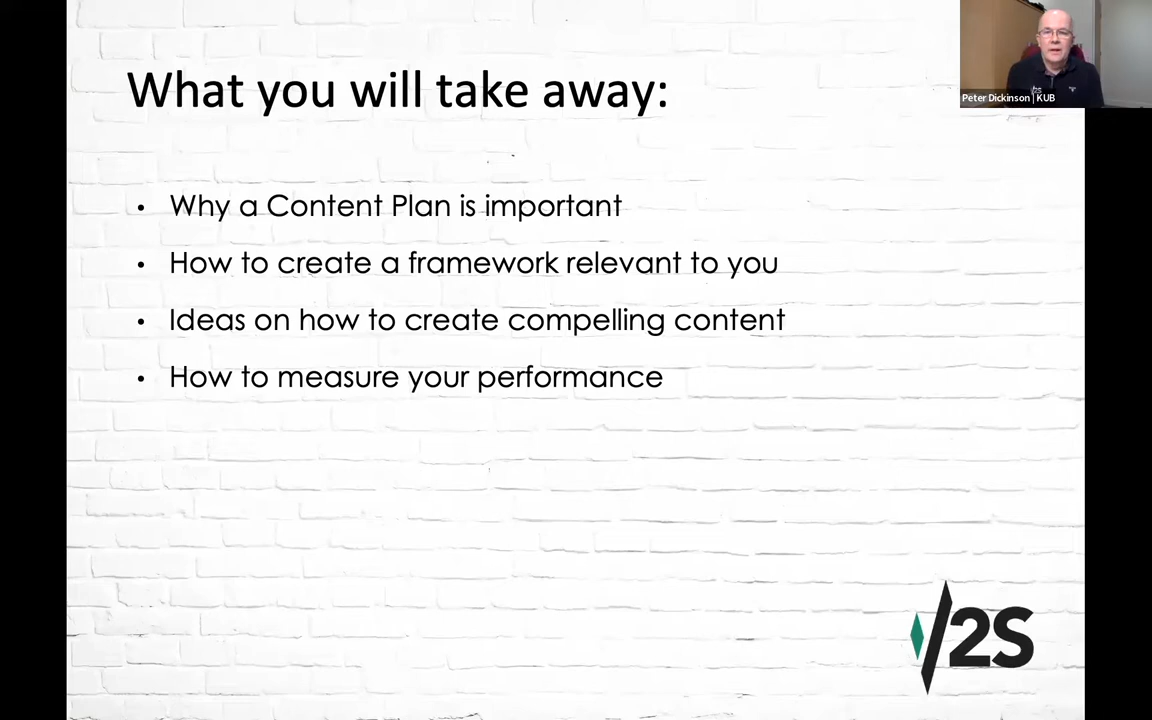 What you will take away:
Peter Dickinson | KUB
• Why a Content Plan is important
• How to create a framework relevant to you
• Ideas on how to create compelling content
• How to measure your performance
/2S